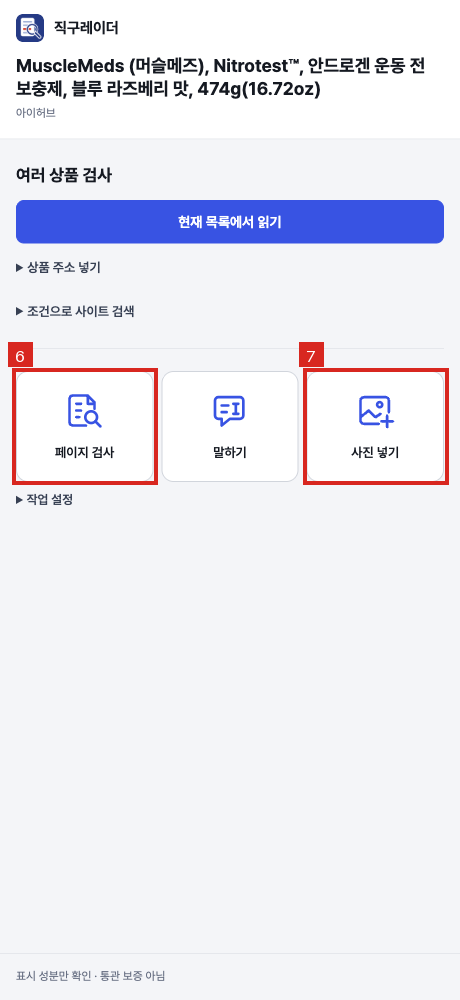 직구레이더
MuscleMeds (머슬메즈), Nitrotest™, 안드로겐 운동 전
보충제, 블루 라즈베리 맛, 474g(16.72oz)
아이허브
여러 상품 검사
현재 목록에서 읽기
▶ 상품 주소 넣기
▶ 조건으로 사이트 검색
6
7
페이지 검사
말하기
사진 넣기
▶ 작업 설정
표시 성분만 확인 · 통관 보증 아님